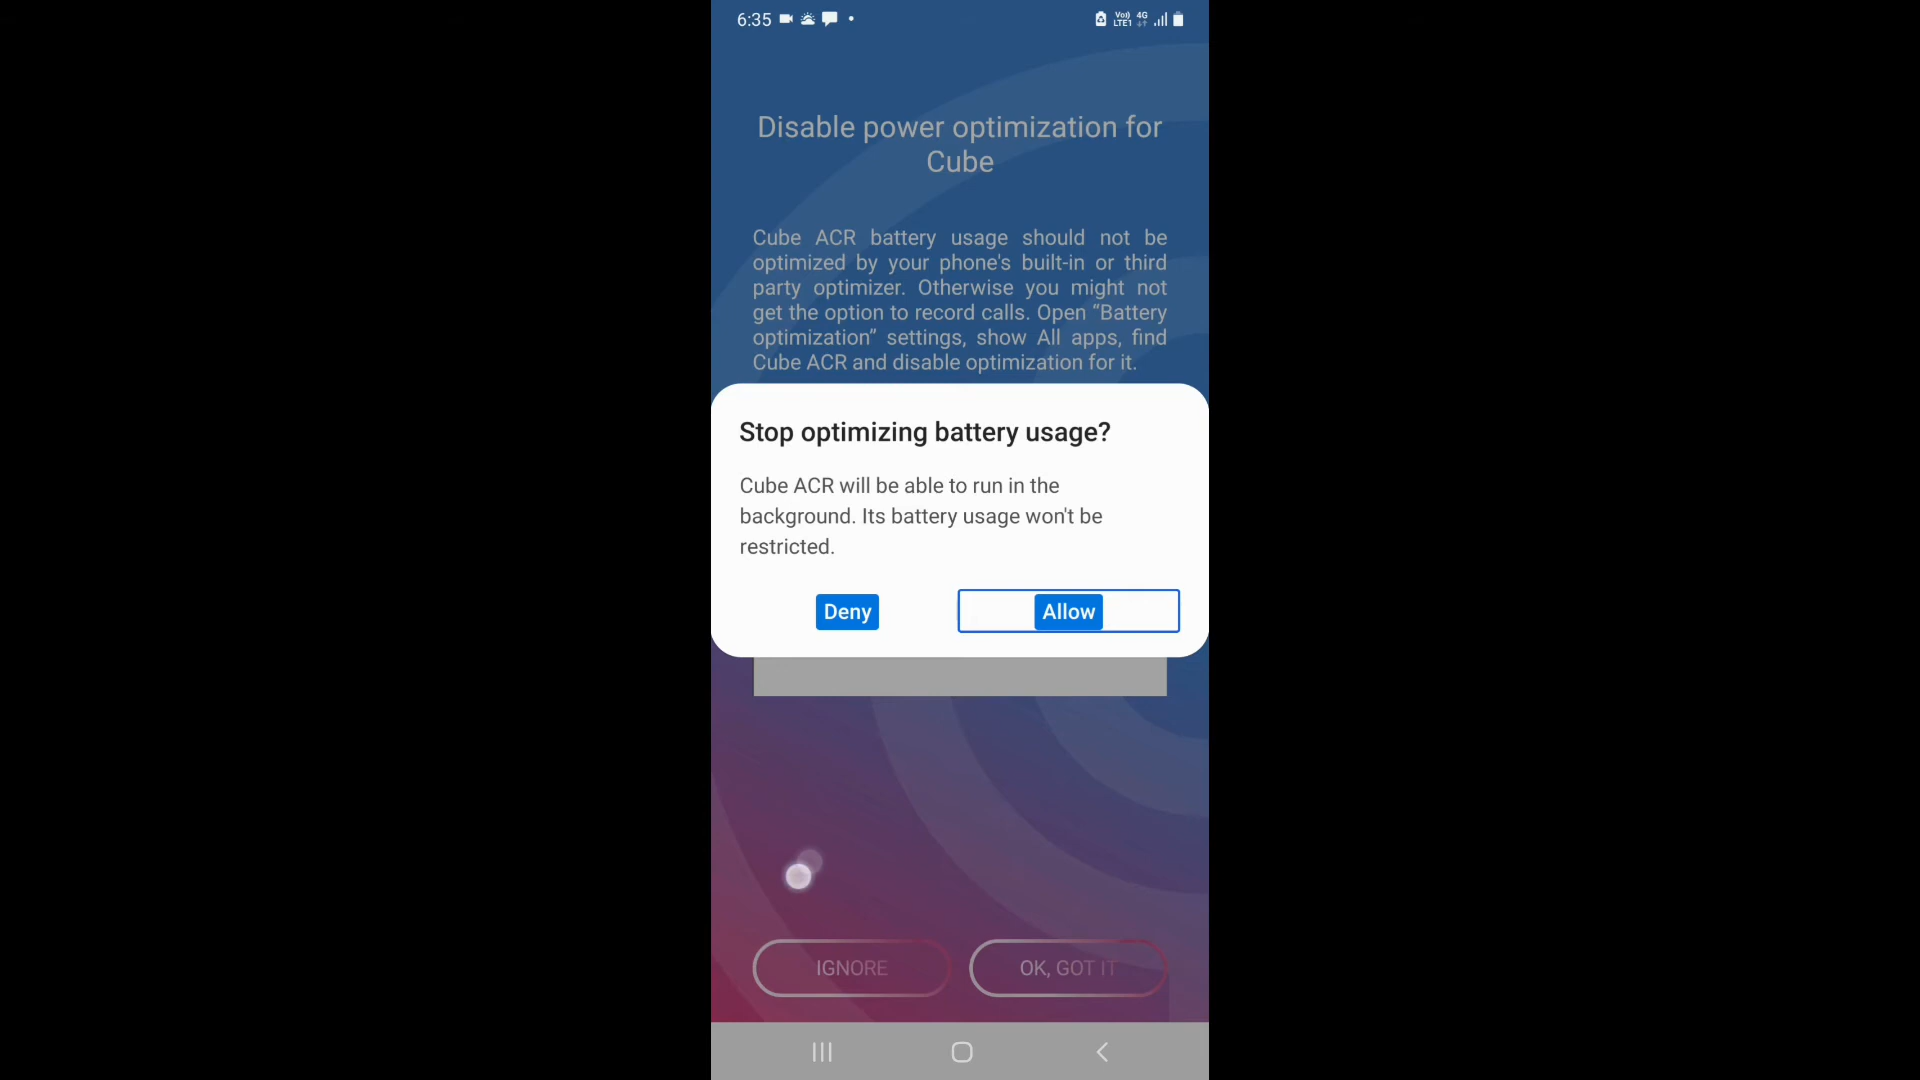 6:35
Vo)) LTE1 4G
Disable power optimization for
Cube
Cube ACR battery usage should not be
optimized by your phone's built-in or third
party optimizer. Otherwise you might not
get the option to record calls. Open “Battery
optimization” settings, show All apps, find
Cube ACR and disable optimization for it.
Stop optimizing battery usage?
Cube ACR will be able to run in the
background. Its battery usage won't be
restricted.
Deny Allow
IGNORE OK, GOT IT